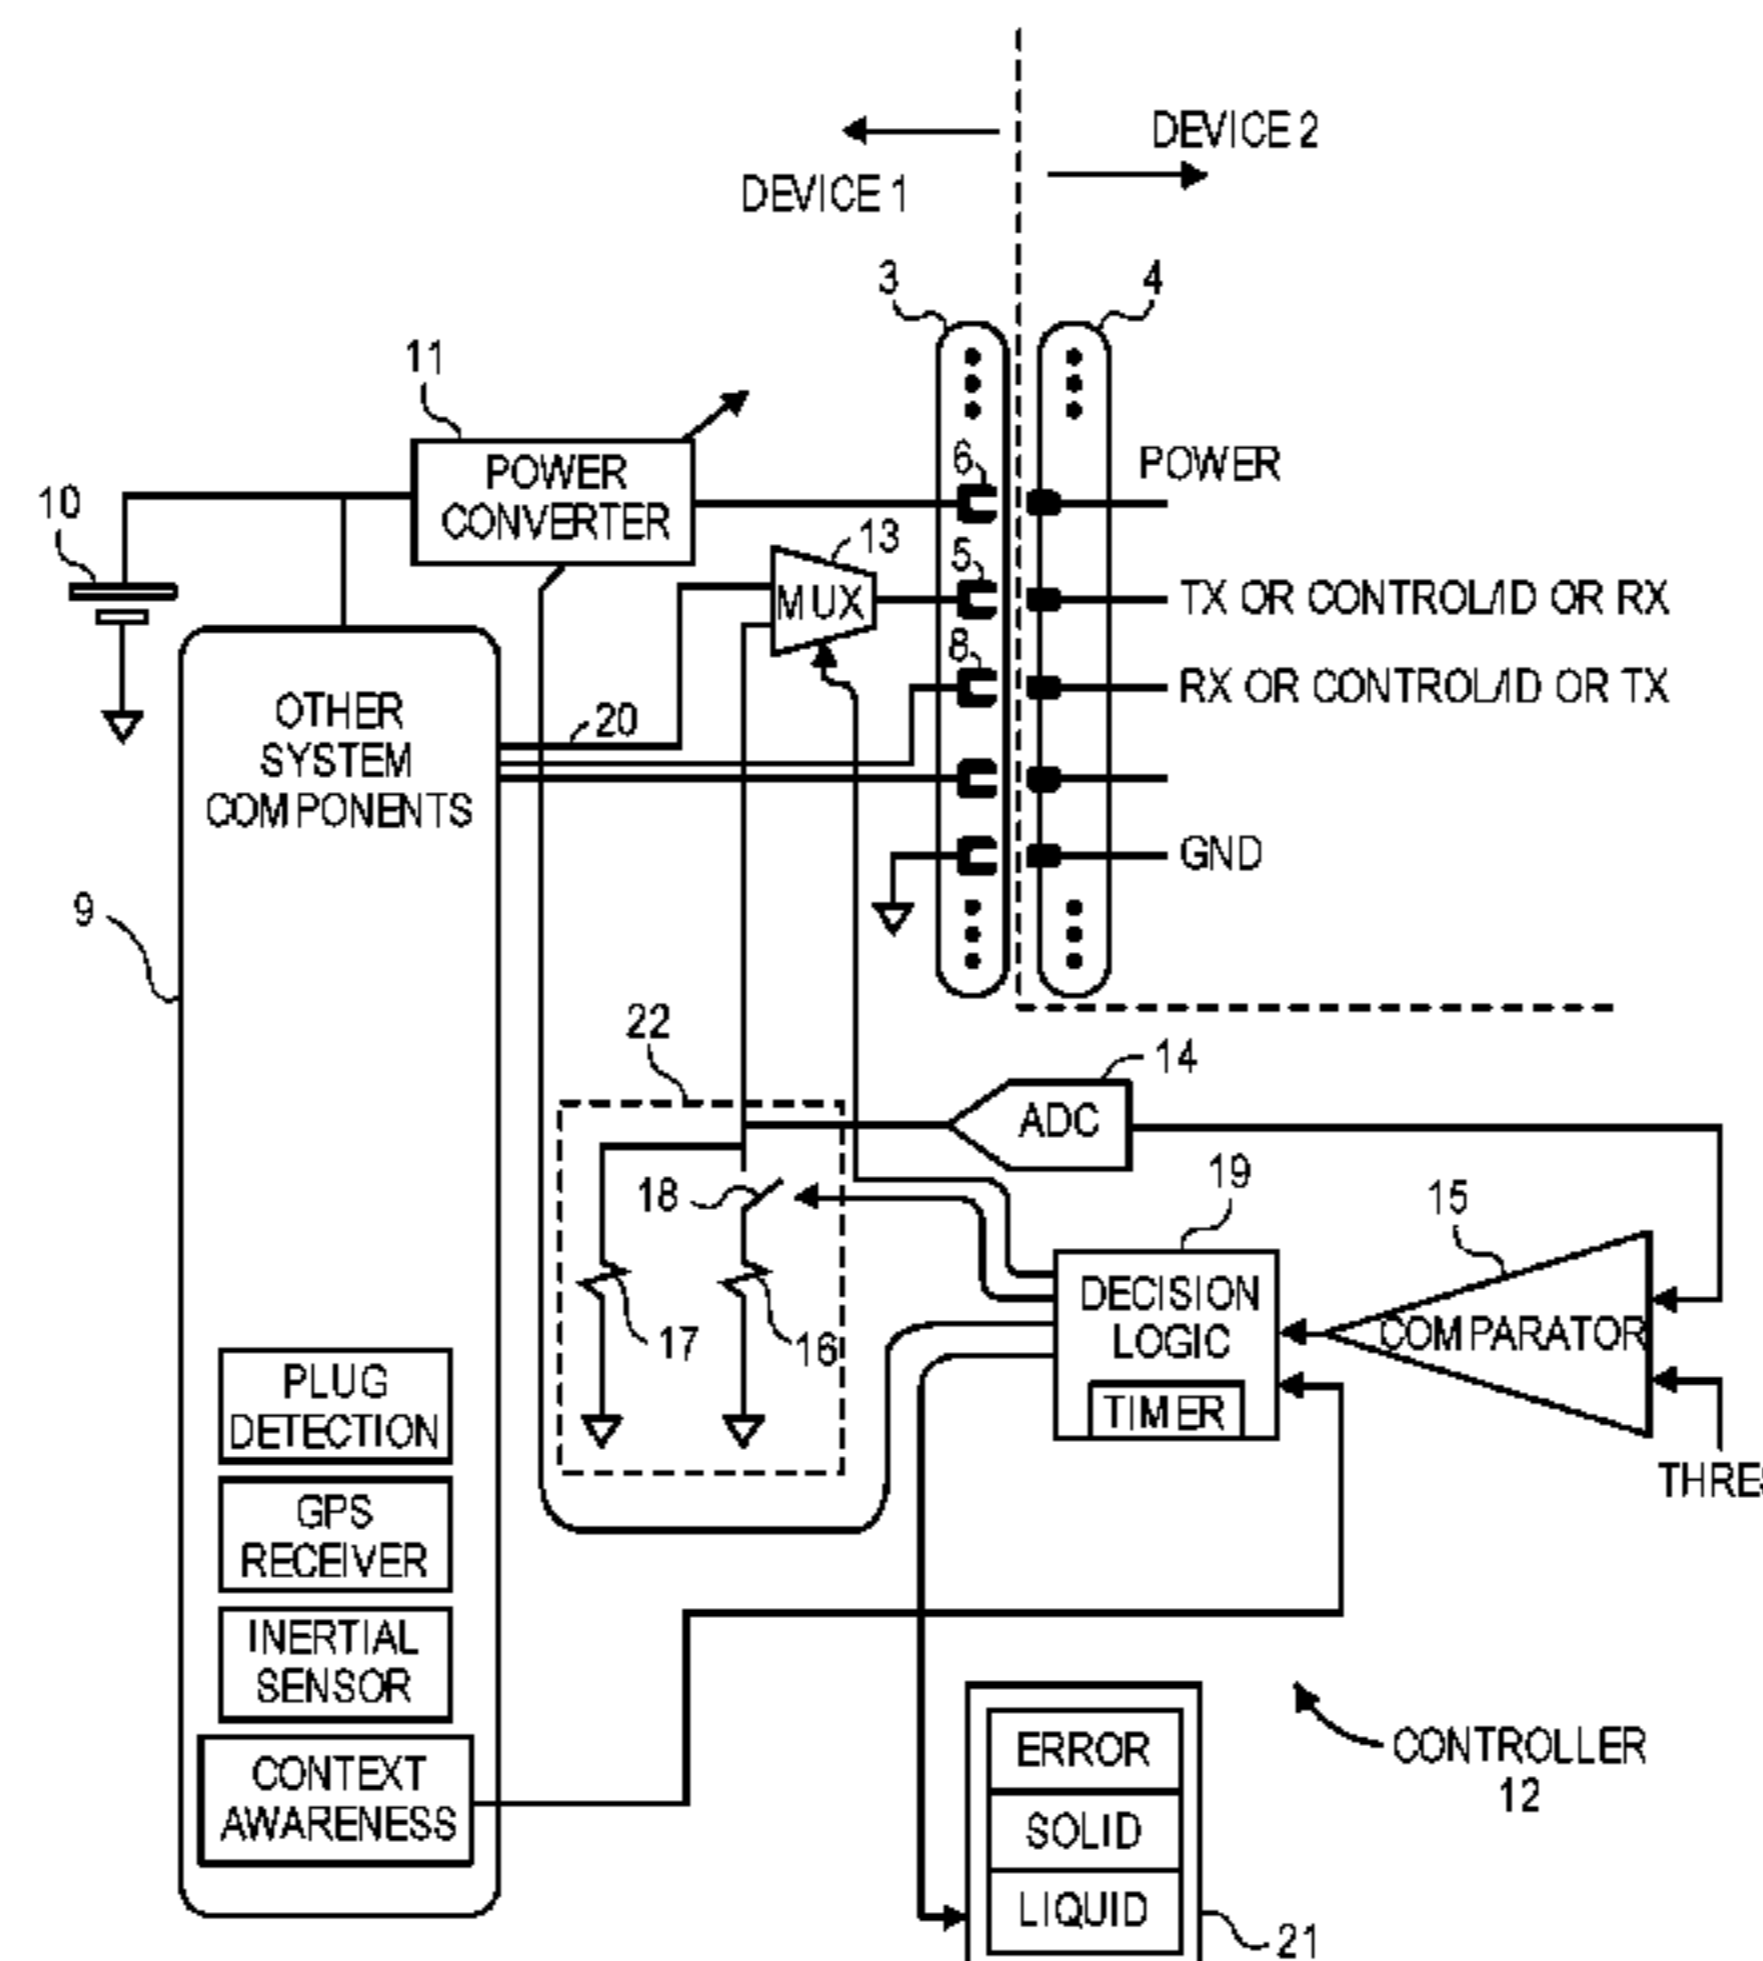 DEVICE 2
DEVICE 1
3
4
11
6
POWER
POWER
CONVERTER
10
13
5
MUX
TX OR CONTROL/ID OR RX
8
RX OR CONTROL/ID OR TX
OTHER
SYSTEM
COMPONENTS
20
GND
9
22
14
ADC
18
19
15
DECISION
LOGIC
COMPARATOR
17
16
TIMER
PLUG
DETECTION
THRES
GPS
RECEIVER
INERTIAL
SENSOR
CONTEXT
AWARENESS
ERROR
SOLID
LIQUID
CONTROLLER
12
21